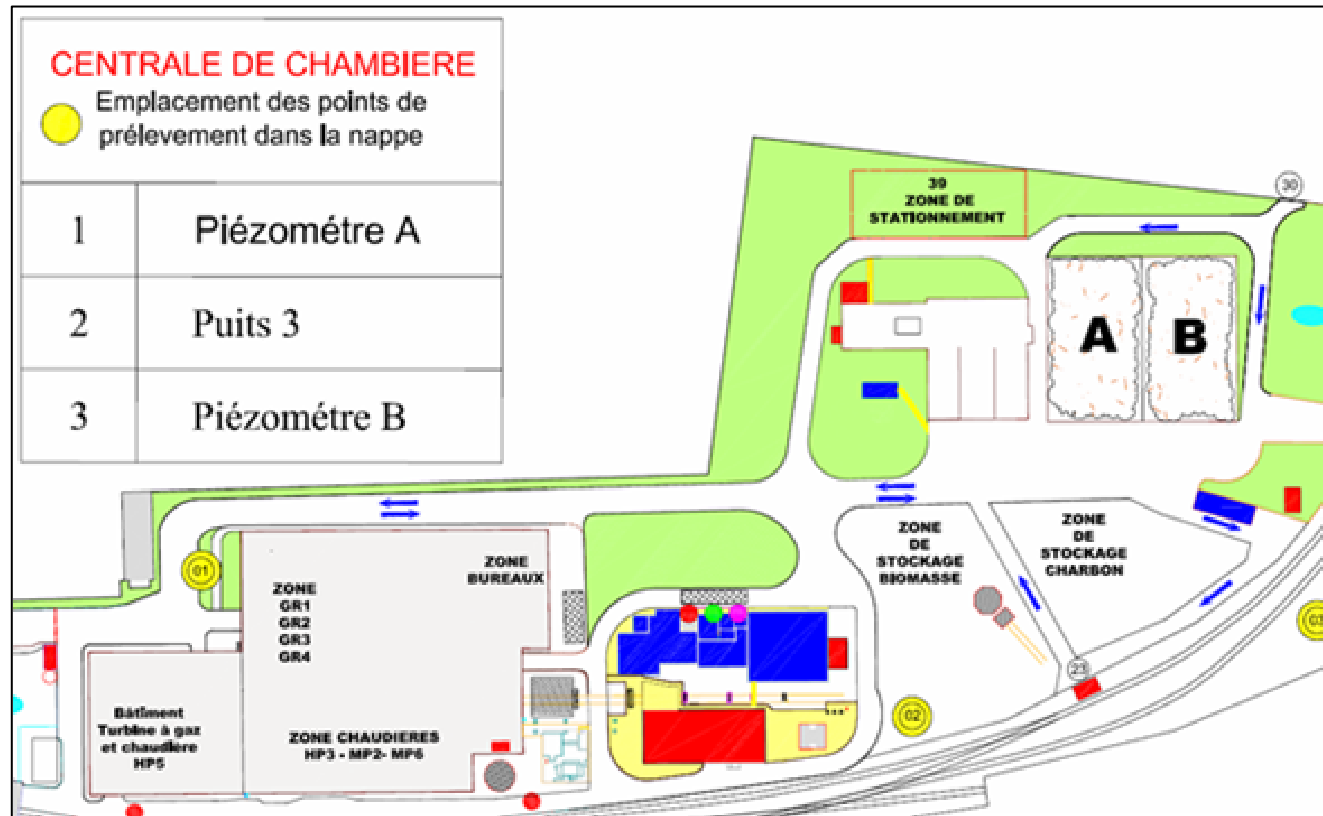 CENTRALE DE CHAMBIERE
Emplacement des points de
prélevement dans la nappe
1 Piézométre A
2 Puits 3
3 Piézométre B
39
ZONE DE
STATIONNEMENT
30
A B
01
ZONE
BUREAUX
ZONE
GR1
GR2
GR3
GR4
ZONE
DE
STOCKAGE
BIOMASSE
ZONE
DE
STOCKAGE
CHARBON
03
23
02
Bâtiment
Turbine à gaz
et chaudière
HP5
ZONE CHAUDIERES
HP3 - MP2- MP6